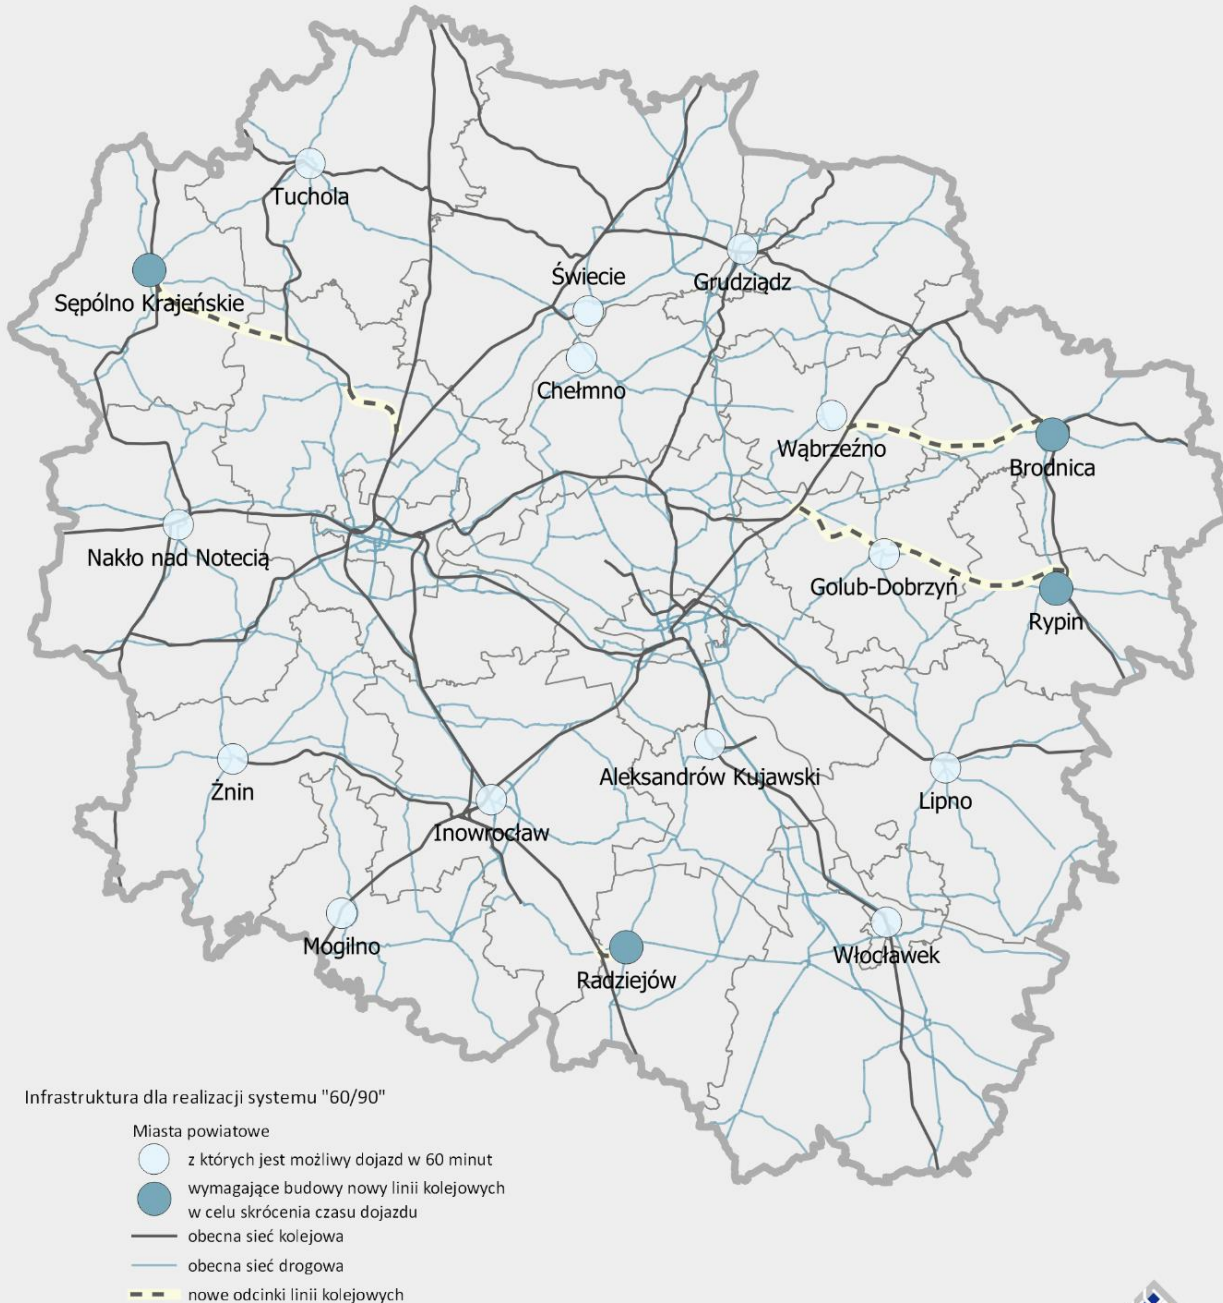 Tuchola
Sępólno Krajeńskie
Świecie
Grudziądz
Chełmno
Wąbrzeźno
Brodnica
Nakło nad Notecią
Golub-Dobrzyń
Rypin
Żnin
Aleksandrów Kujawski
Lipno
Inowrocław
Mogilno
Radziejów
Włocławek
Infrastruktura dla realizacji systemu "60/90"
Miasta powiatowe
z których jest możliwy dojazd w 60 minut
wymagające budowy nowy linii kolejowych
w celu skrócenia czasu dojazdu
obecna sieć kolejowa
obecna sieć drogowa
nowe odcinki linii kolejowych